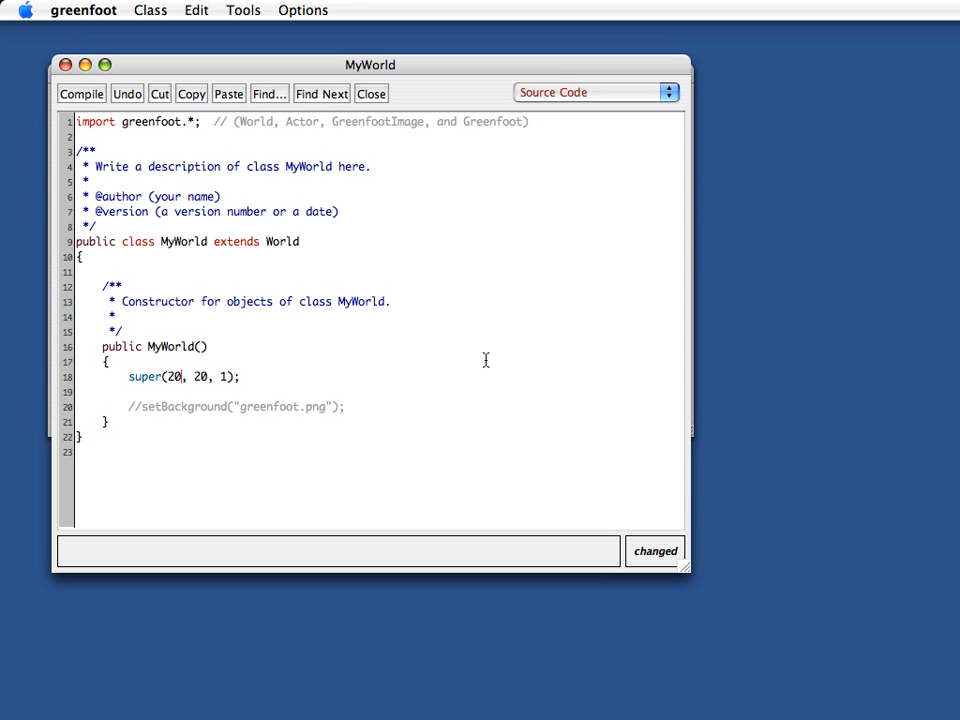 greenfoot Class Edit Tools Options
MyWorld
Compile Undo Cut Copy Paste Find... Find Next Close Source Code
1 import greenfoot.*;  // (World, Actor, GreenfootImage, and Greenfoot)
2
3 /**
4  * Write a description of class MyWorld here.
5  *
6  * @author (your name)
7  * @version (a version number or a date)
8  */
9 public class MyWorld extends World
10 {
11
12     /**
13      * Constructor for objects of class MyWorld.
14      *
15      */
16     public MyWorld()
17     {
18         super(20, 20, 1);
19
20         //setBackground("greenfoot.png");
21     }
22 }
23
changed